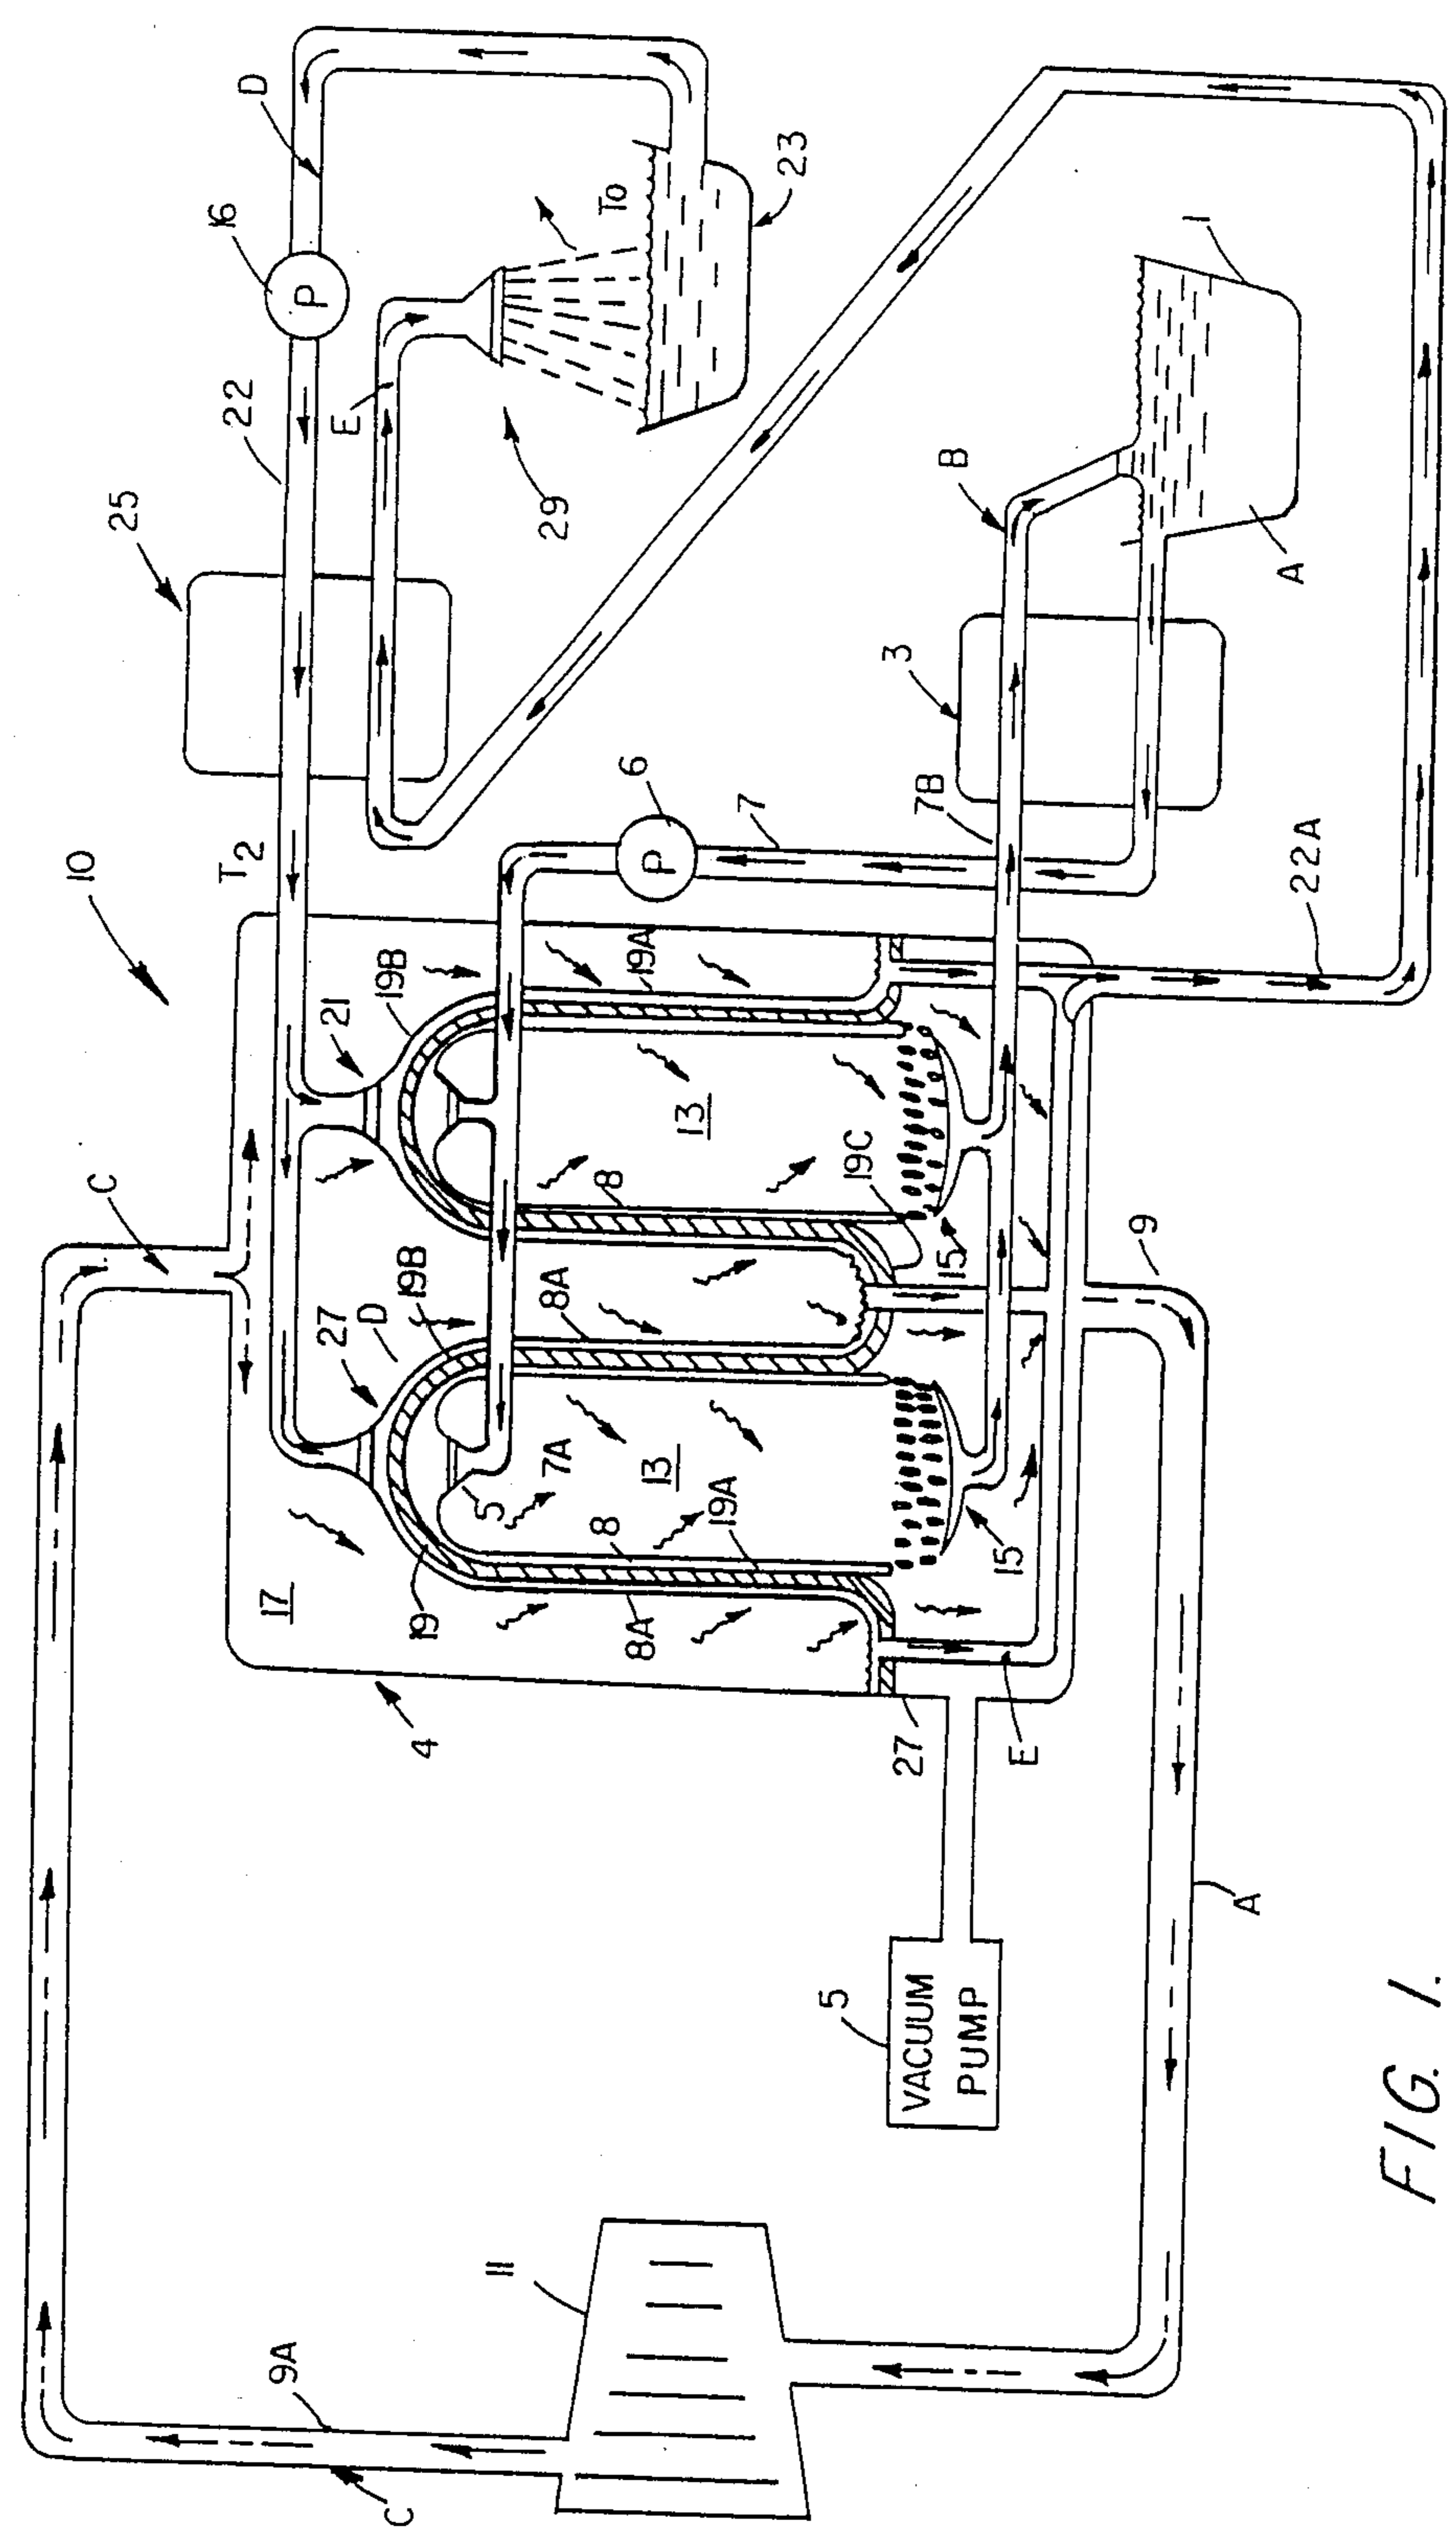 10
C
C
9A
11
17
4
19
27
D
19B
21
19B
T2
25
22
16
P
D
E
29
To
23
6
P
7
7B
3
B
1
A
22A
5
7A
13
8
19A
8A
8A
8
13
19A
19C
15
15
9
27
E
A
5
VACUUM
PUMP
FIG. 1.